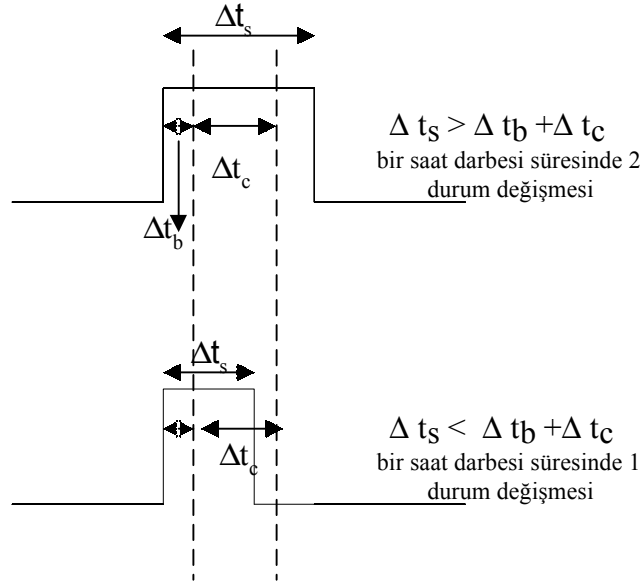 Δt_s
Δt_c
Δt_b
Δ t_s > Δ t_b +Δ t_c
bir saat darbesi süresinde 2
durum değişmesi
Δt_s
Δt_c
Δ t_s < Δ t_b +Δ t_c
bir saat darbesi süresinde 1
durum değişmesi